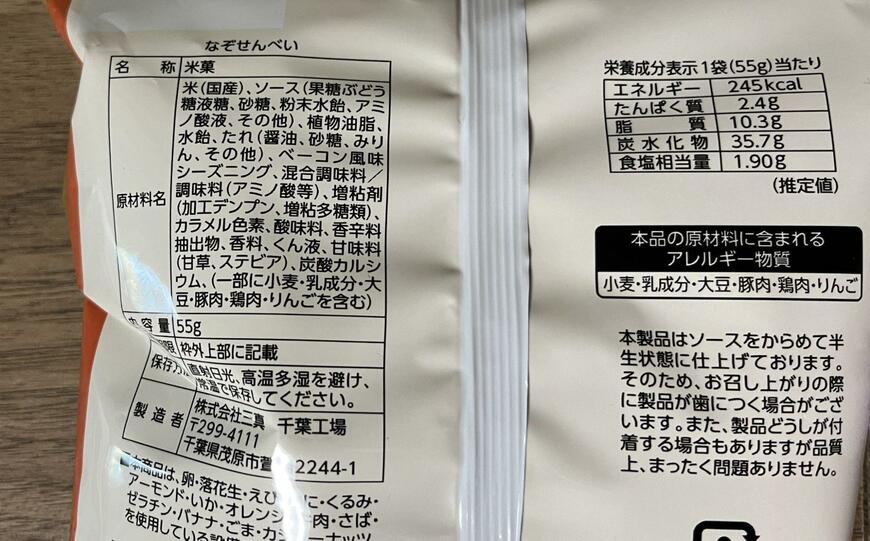 なぞせんべい
名 称 米菓
原材料名
米(国産)、ソース(果糖ぶどう
糖液糖、砂糖、粉末水飴、アミ
ノ酸液、その他)、植物油脂、
水飴、たれ(醤油、砂糖、みり
ん、その他)、ベーコン風味
シーズニング、混合調味料/
調味料(アミノ酸等)、増粘剤
(加工デンプン、増粘多糖類)、
カラメル色素、酸味料、香辛料
抽出物、香料、くん液、甘味料
(甘草、ステビア)、炭酸カルシ
ウム、(一部に小麦・乳成分・大
豆・豚肉・鶏肉・りんごを含む)
内容量 55g
枠外上部に記載
保存方 直射日光、高温多湿を避け、
常温で保存してください。
製造者 株式会社三真 千葉工場
〒299-4111
千葉県茂原市萱 2244-1
本商品は、卵・落花生・えび に・くるみ・
アーモンド・いか・オレンジ 肉・さば・
ゼラチン・バナナ・ごま・カシ ーナッツ
を使用している設
栄養成分表示1袋(55g)当たり
エネルギー 245kcal
たんぱく質 2.4g
脂質 10.3g
炭水化物 35.7g
食塩相当量 1.90g
(推定値)
本品の原材料に含まれる
アレルギー物質
小麦・乳成分・大豆・豚肉・鶏肉・りんご
本製品はソースをからめて半
生状態に仕上げております。
そのため、お召し上がりの際
に製品が歯につく場合がござ
います。また、製品どうしが付
着する場合もありますが品質
上、まったく問題ありません。